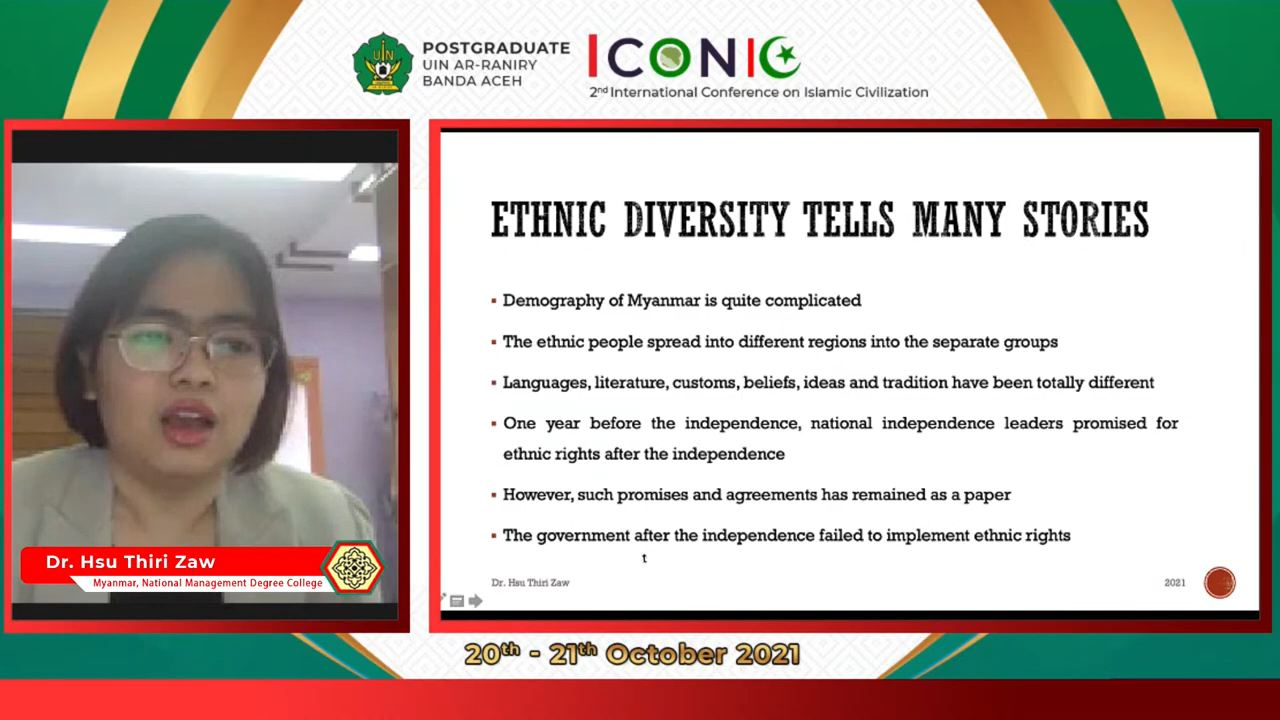 POSTGRADUATE
UIN AR-RANIRY
BANDA ACEH
UIN
ICONIC
2nd International Conference on Islamic Civilization
ETHNIC DIVERSITY TELLS MANY STORIES
▪ Demography of Myanmar is quite complicated
▪ The ethnic people spread into different regions into the separate groups
▪ Languages, literature, customs, beliefs, ideas and tradition have been totally different
▪ One year before the independence, national independence leaders promised for
ethnic rights after the independence
▪ However, such promises and agreements has remained as a paper
▪ The government after the independence failed to implement ethnic rights
t
Dr. Hsu Thiri Zaw
2021
Dr. Hsu Thiri Zaw
Myanmar, National Management Degree College
20th - 21th October 2021